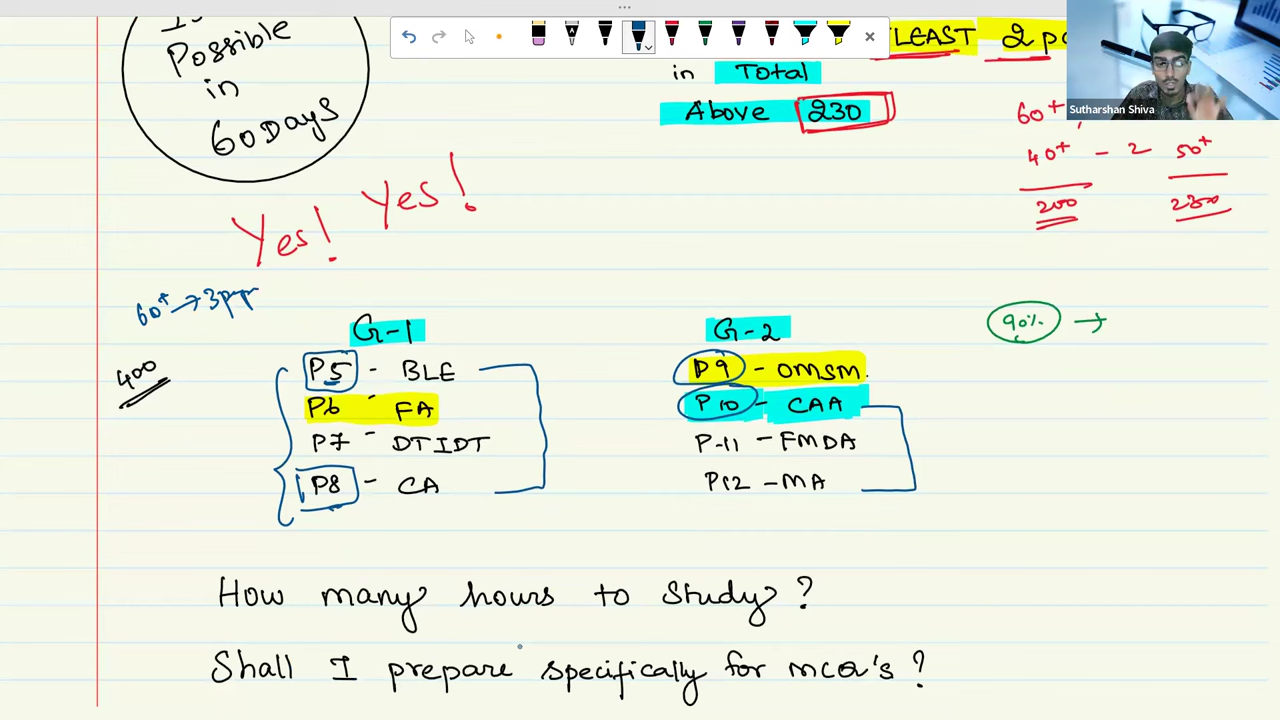 Is
Possible
in
60 Days
Yes! Yes!
LEAST 2 p
in Total
Above 230
60+
40+ - 2 50+
200
Sutharshan Shiva
60+ → 3
400
G-1
P5 - BLE
P6 - FA
P7 - DTIDT
P8 - CA
G-2
P9 - OMSM.
P10 - CAA
P-11 - FMDA
P12 - MA
90% →
How many hours to study?
Shall I prepare specifically for mcq's?